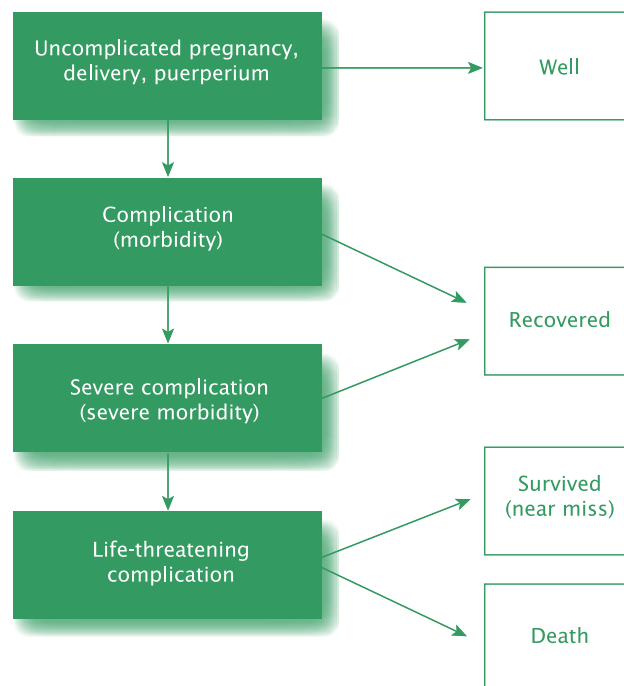 Uncomplicated pregnancy,
delivery, puerperium
Well
Complication
(morbidity)
Recovered
Severe complication
(severe morbidity)
Survived
(near miss)
Life-threatening
complication
Death